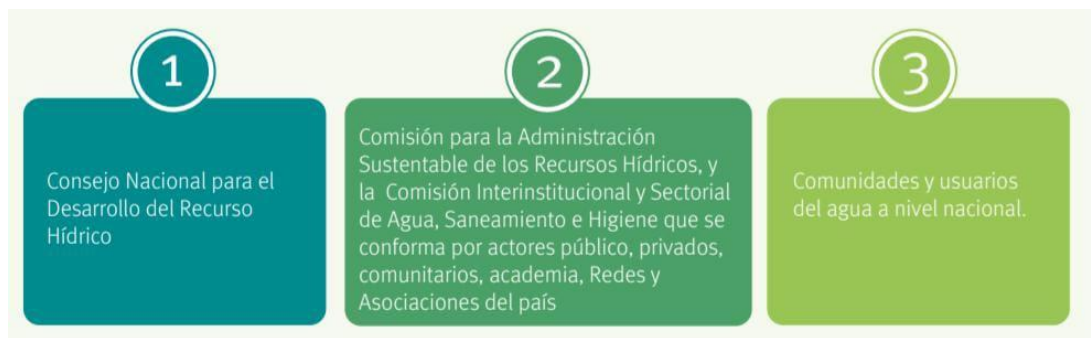 1
Consejo Nacional para el
Desarrollo del Recurso
Hídrico
2
Comisión para la Administración
Sustentable de los Recursos Hídricos, y
la Comisión Interinstitucional y Sectorial
de Agua, Saneamiento e Higiene que se
conforma por actores público, privados,
comunitarios, academia, Redes y
Asociaciones del país
3
Comunidades y usuarios
del agua a nivel nacional.